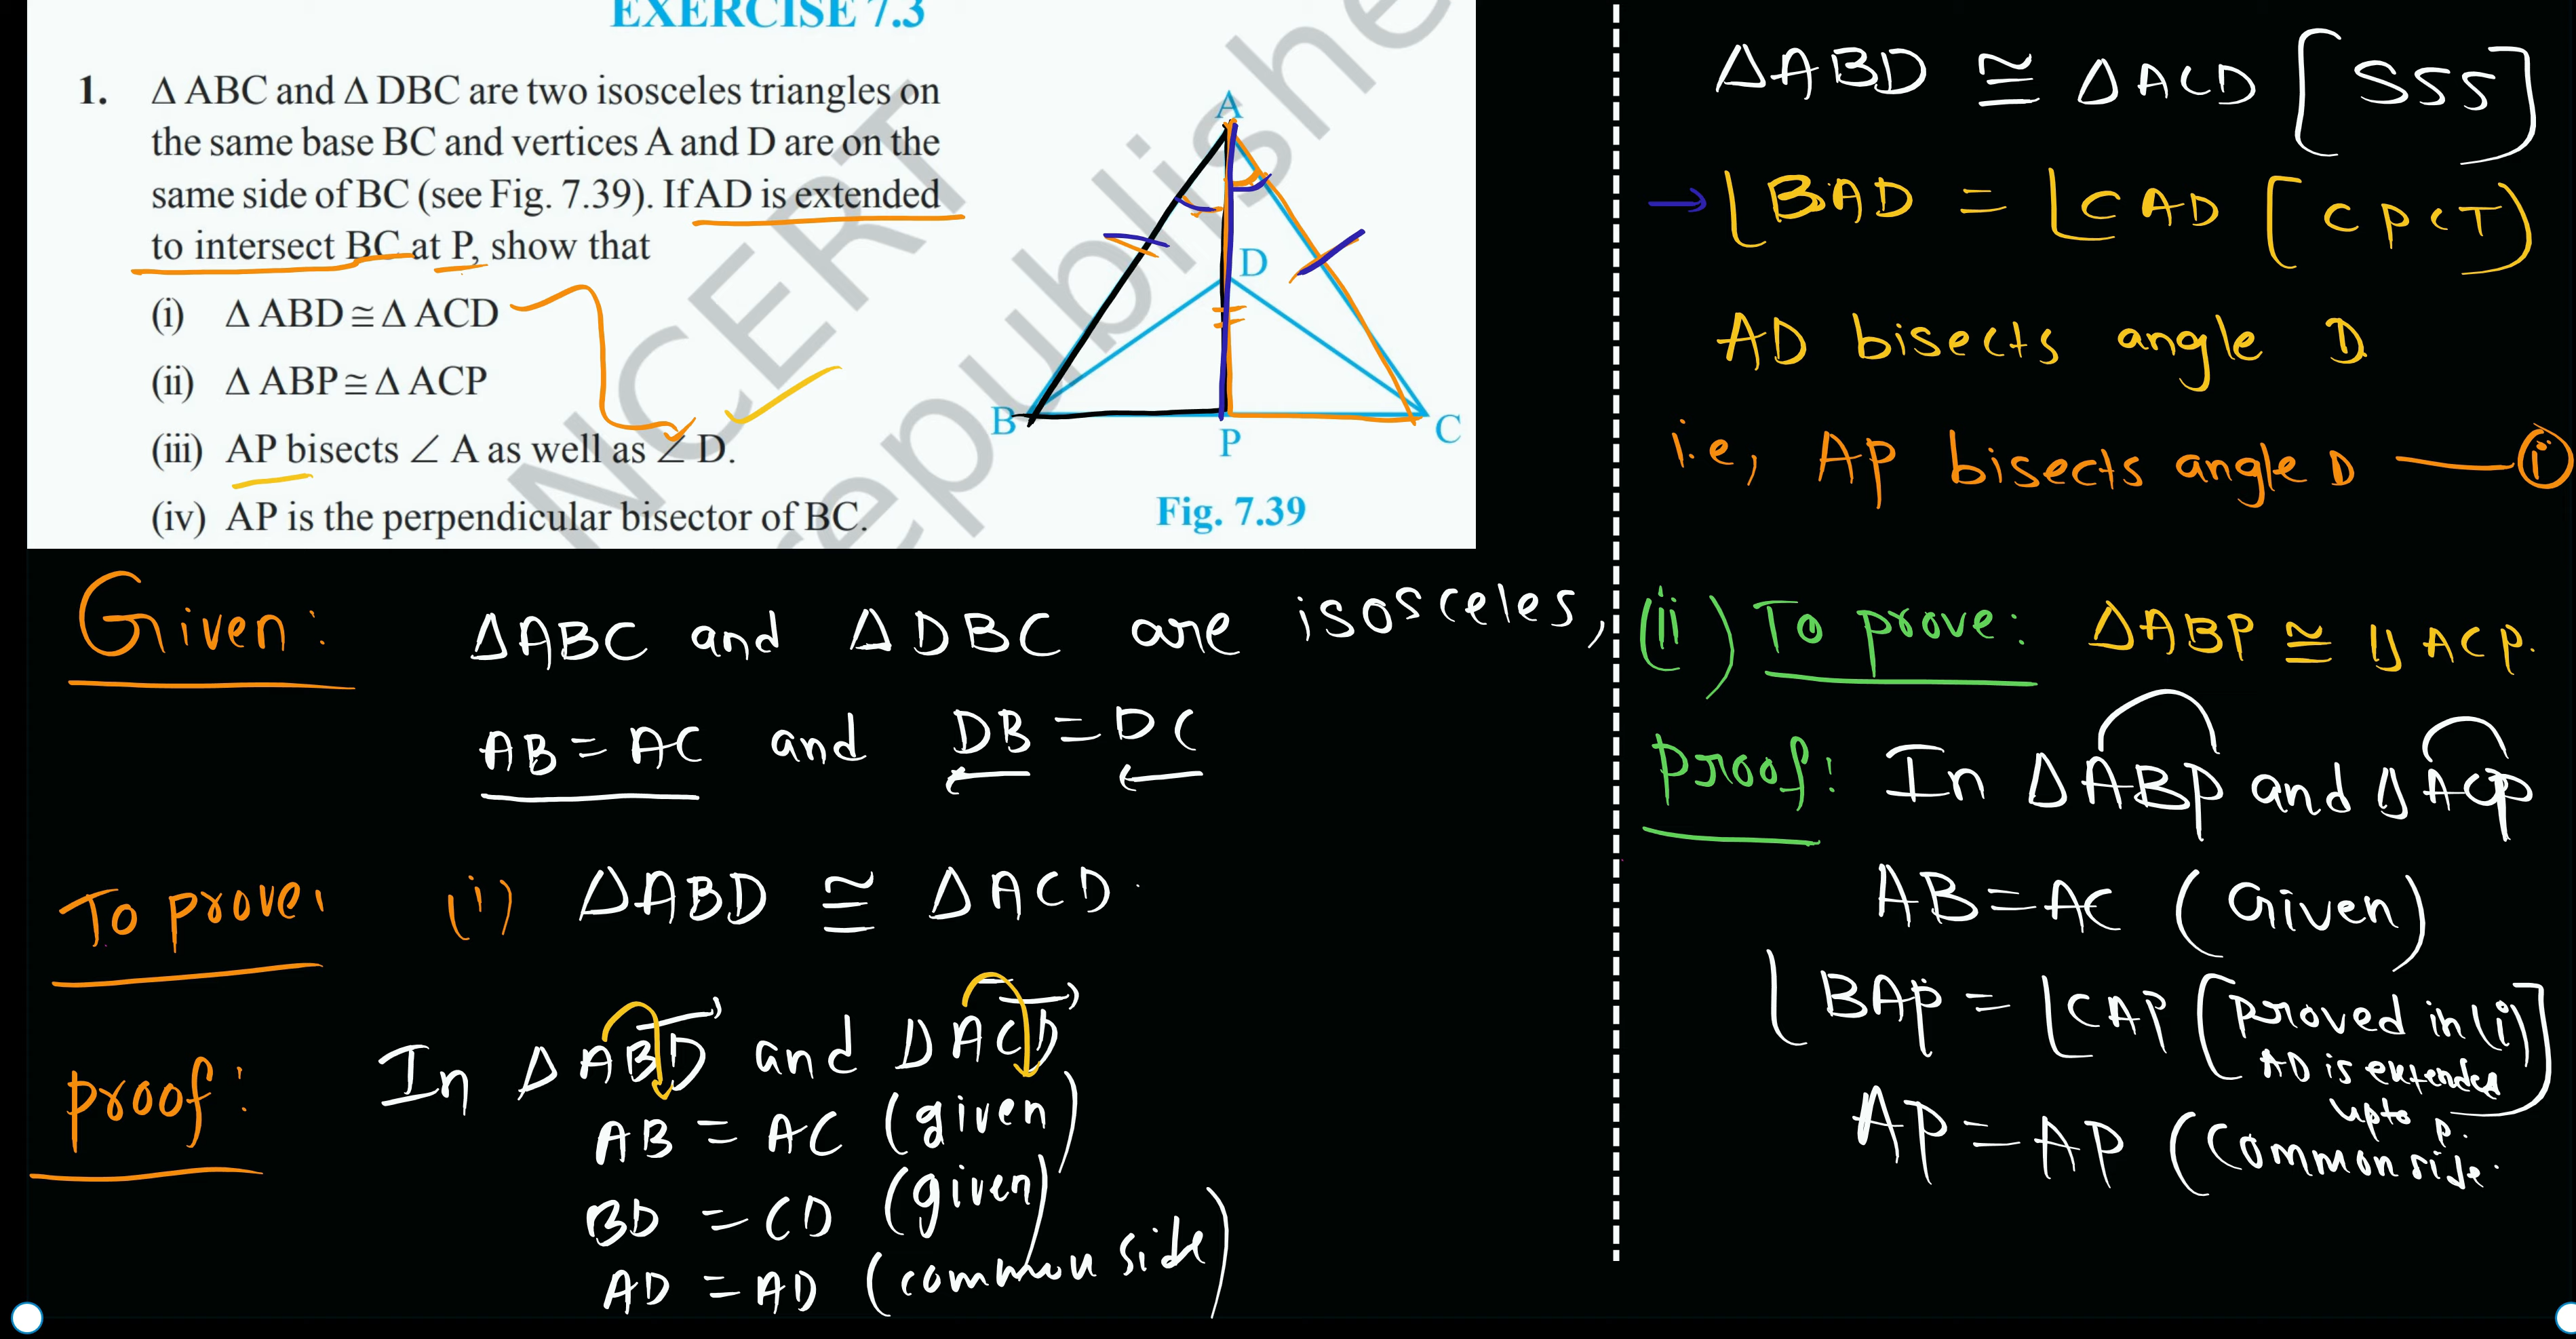 EXERCISE 7.3
1. Δ ABC and Δ DBC are two isosceles triangles on
the same base BC and vertices A and D are on the
same side of BC (see Fig. 7.39). If AD is extended
to intersect BC at P, show that
(i) Δ ABD ≅ Δ ACD
(ii) Δ ABP ≅ Δ ACP
(iii) AP bisects ∠ A as well as ∠ D.
(iv) AP is the perpendicular bisector of BC.
A
D
B
P
C
Fig. 7.39
NCERT
republishe
Given:
ΔABC and ΔDBC are isosceles,
AB = AC and DB = DC
To prove:
(i) ΔABD ≅ ΔACD.
Proof:
In ΔABD and ΔACD
AB = AC (given)
BD = CD (given)
AD = AD (common side)
ΔABD ≅ ΔACD [SSS]
→ ∠BAD = ∠CAD [CPCT)
AD bisects angle D
i.e, AP bisects angle D — (i)
(ii) To prove: ΔABP ≅ ΔACP.
Proof: In ΔABP and ΔACP
AB = AC (Given)
∠BAP = ∠CAP [proved in (i)
AD is extended
upto P.]
AP = AP (Common side.